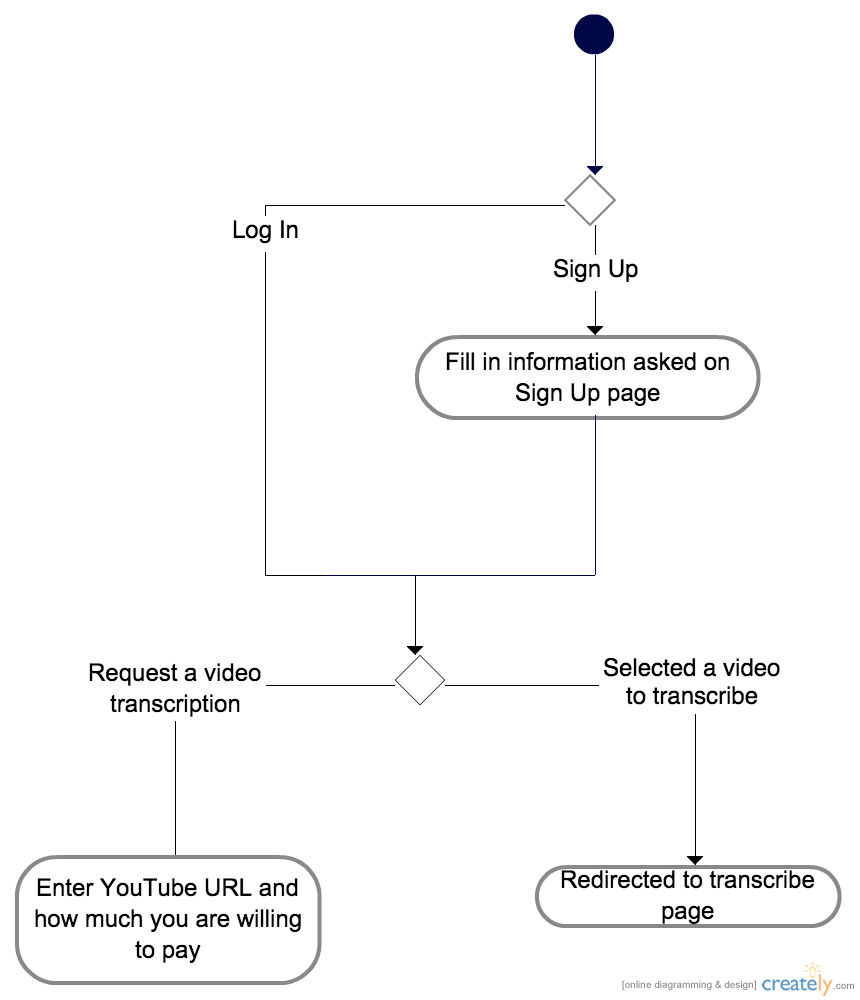 Log In
Sign Up
Fill in information asked on
Sign Up page
Request a video
transcription
Selected a video
to transcribe
Enter YouTube URL and
how much you are willing
to pay
Redirected to transcribe
page
[online diagramming & design] creately.com